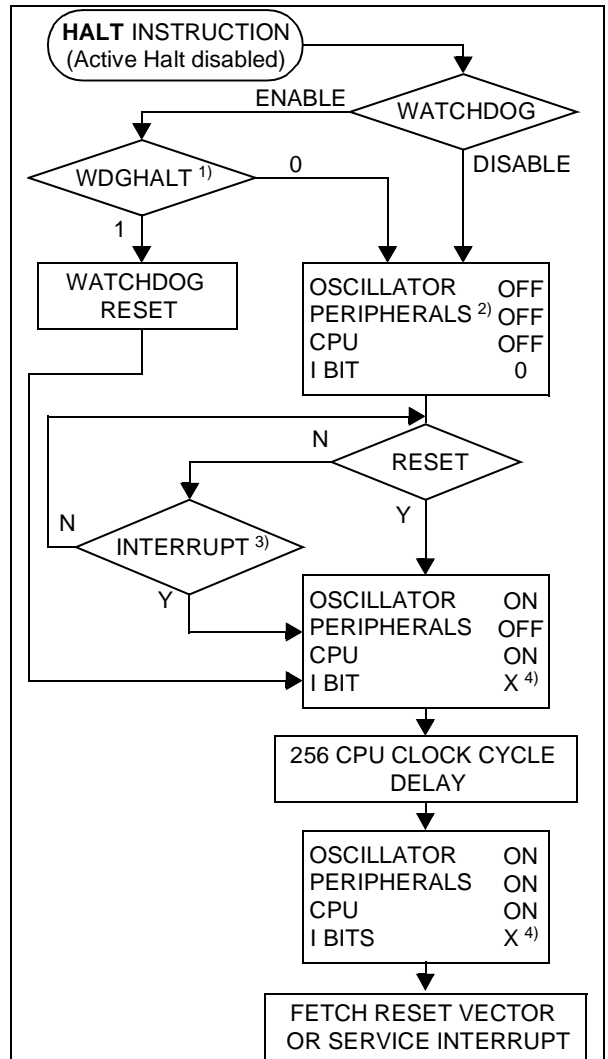 HALT INSTRUCTION
(Active Halt disabled)
ENABLE
WATCHDOG
WDGHALT 1)
0
DISABLE
1
WATCHDOG
RESET
OSCILLATOR OFF
PERIPHERALS 2) OFF
CPU OFF
I BIT 0
N
RESET
N
Y
INTERRUPT 3)
Y
OSCILLATOR ON
PERIPHERALS OFF
CPU ON
I BIT X 4)
256 CPU CLOCK CYCLE
DELAY
OSCILLATOR ON
PERIPHERALS ON
CPU ON
I BITS X 4)
FETCH RESET VECTOR
OR SERVICE INTERRUPT